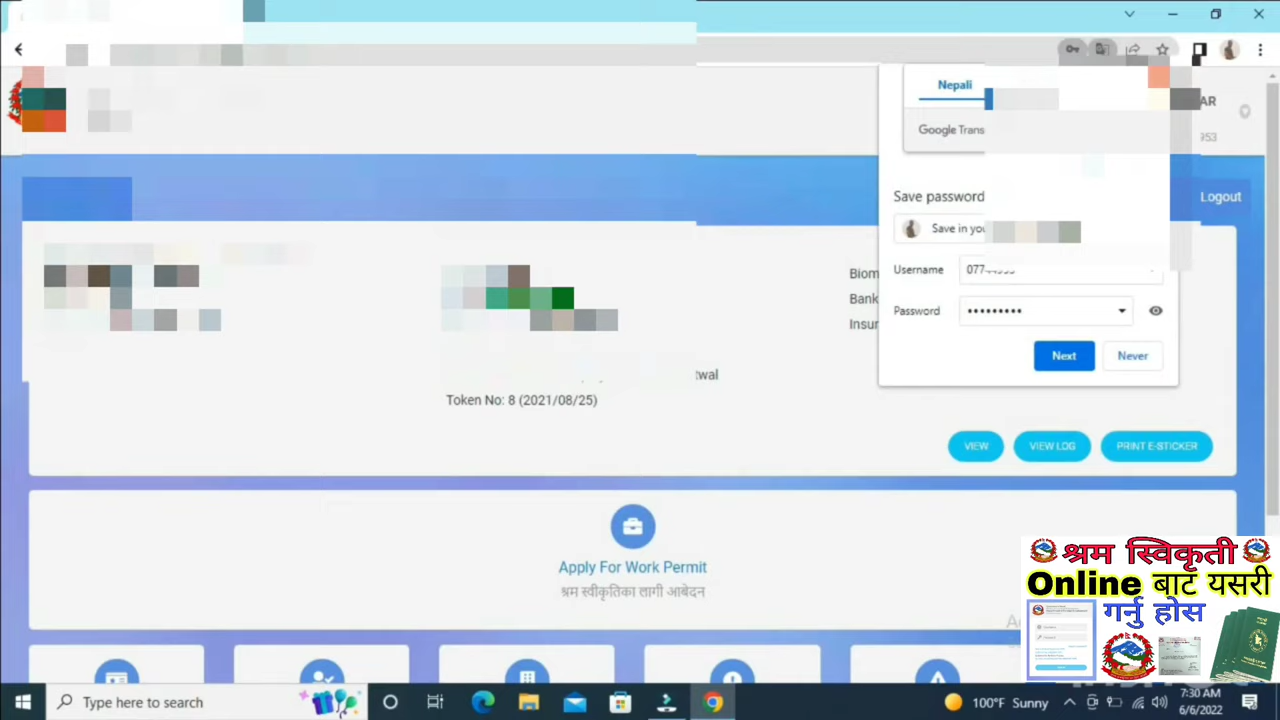 AR
953
Nepali
Google Trans
Save password
Logout
Save in you
Username
Password
•••••••••
Next
Never
Biom
Bank
Insur
twal
Token No: 8 (2021/08/25)
VIEW
VIEW LOG
PRINT E-STICKER
Apply For Work Permit
श्रम स्वीकृतिका लागी आबेदन
श्रम स्विकृती
Online बाट यसरी
गर्नु होस
Type here to search
100°F Sunny
7:30 AM
6/6/2022